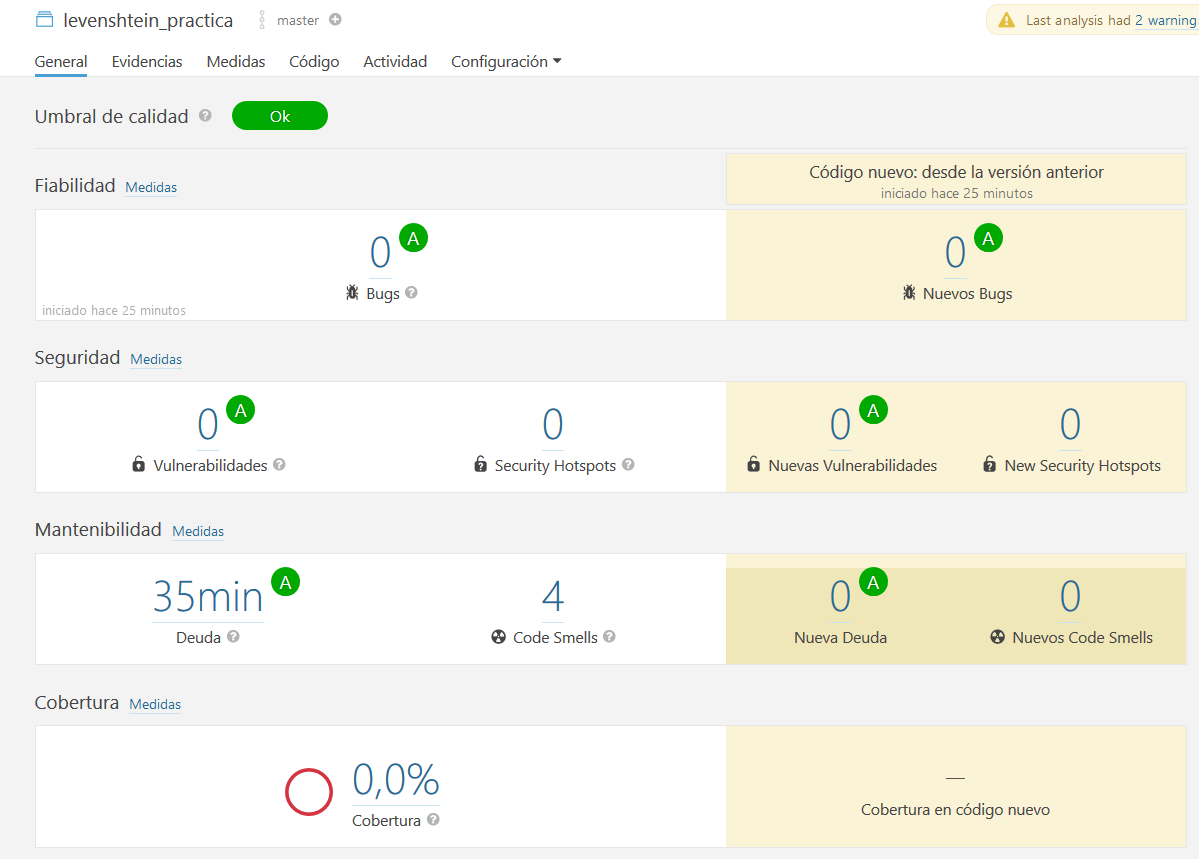 levenshtein_practica master
Last analysis had 2 warning
General Evidencias Medidas Código Actividad Configuración
Umbral de calidad ? Ok
Código nuevo: desde la versión anterior
iniciado hace 25 minutos
Fiabilidad Medidas
0 A
Bugs ?
iniciado hace 25 minutos
0 A
Nuevos Bugs
Seguridad Medidas
0 A
Vulnerabilidades ?
0
Security Hotspots ?
0 A
Nuevas Vulnerabilidades
0
New Security Hotspots
Mantenibilidad Medidas
35min A
Deuda ?
4
Code Smells ?
0 A
Nueva Deuda
0
Nuevos Code Smells
Cobertura Medidas
0,0%
Cobertura ?
—
Cobertura en código nuevo